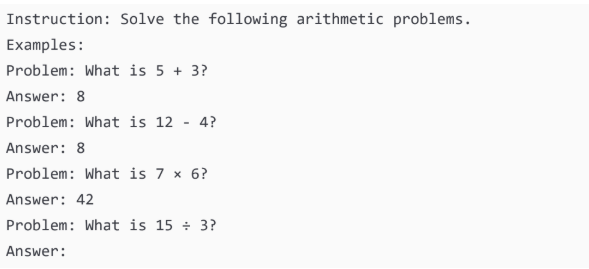 Instruction: Solve the following arithmetic problems.
Examples:
Problem: What is 5 + 3?
Answer: 8
Problem: What is 12 - 4?
Answer: 8
Problem: What is 7 × 6?
Answer: 42
Problem: What is 15 ÷ 3?
Answer: